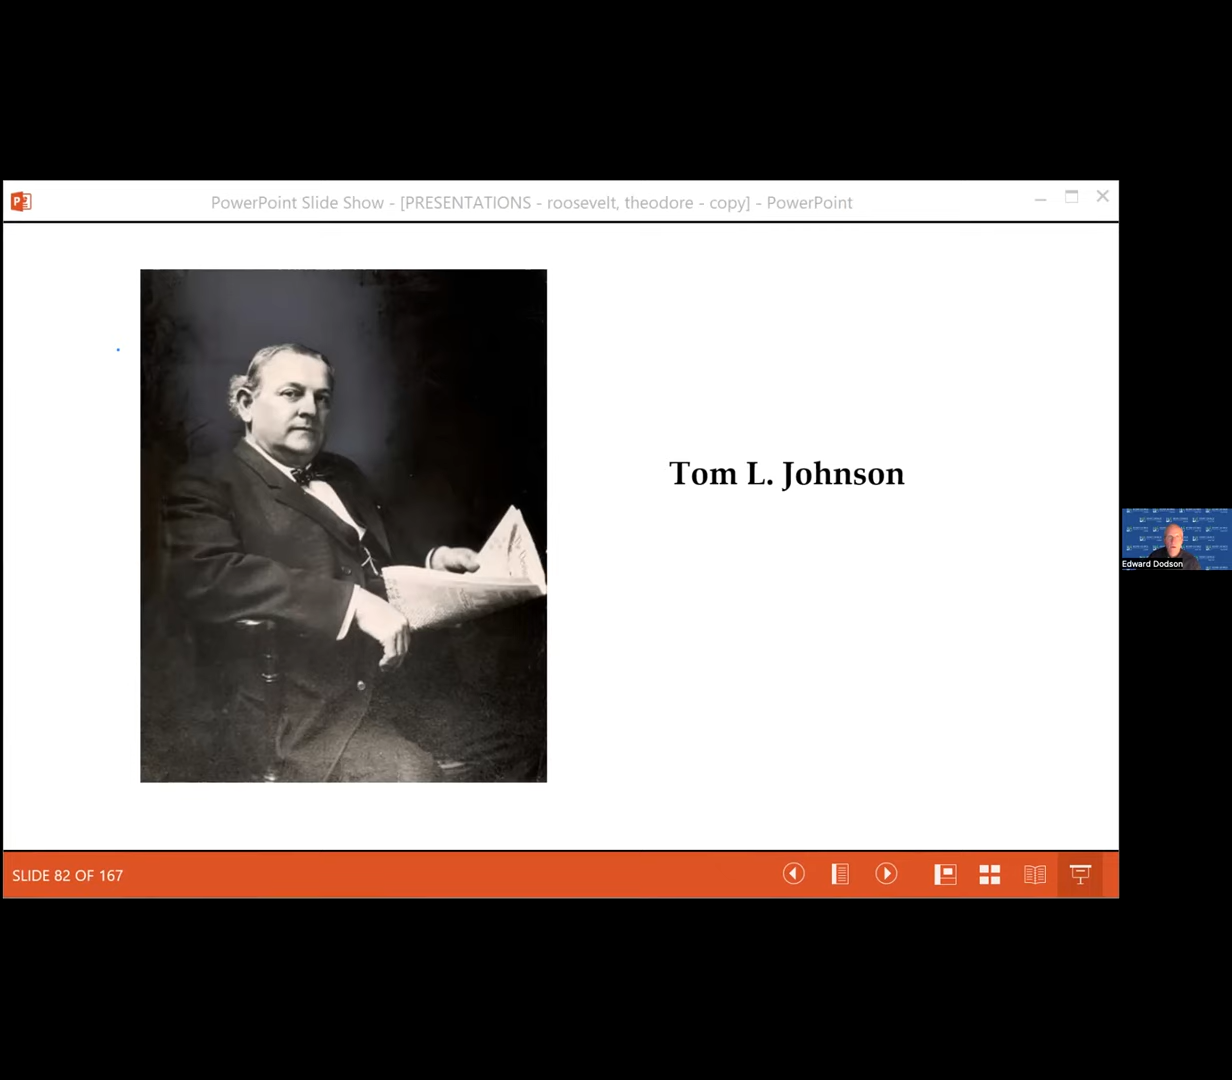 PowerPoint Slide Show - [PRESENTATIONS - roosevelt, theodore - copy] - PowerPoint
Tom L. Johnson
Edward Dodson
SLIDE 82 OF 167